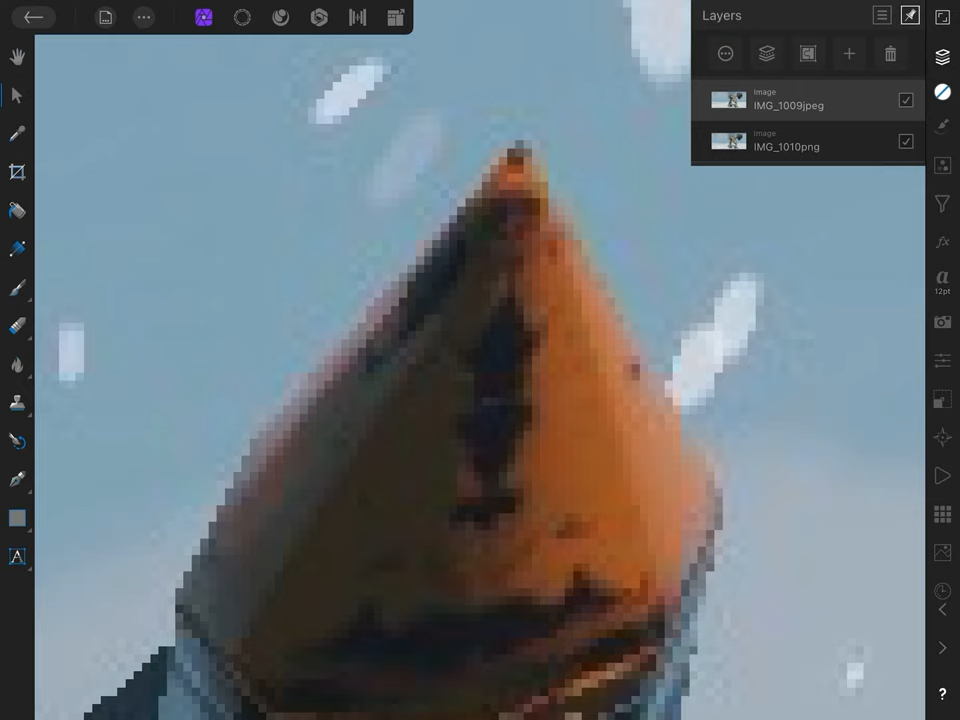 Layers
Image
IMG_1009jpeg
Image
IMG_1010png
fx
a
12pt
A
?